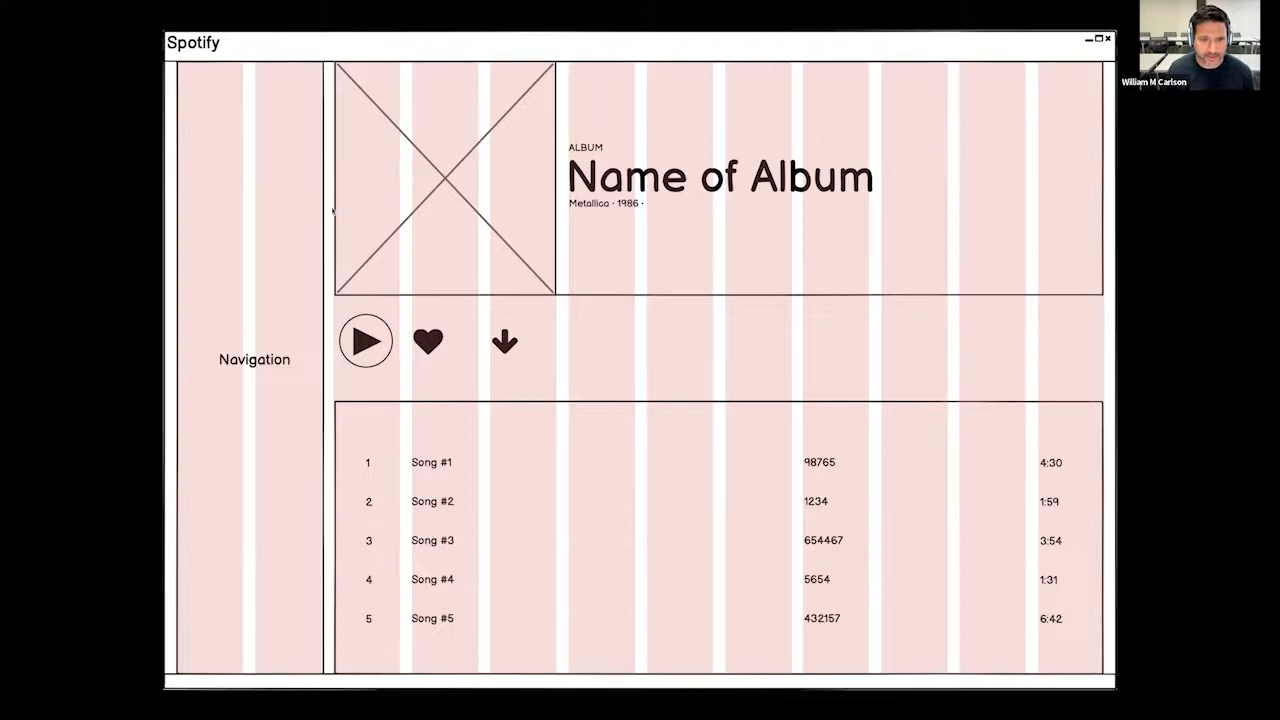 Spotify
William M Carlson
ALBUM
Name of Album
Metallica · 1986 ·
Navigation
1 Song #1 98765 4:30
2 Song #2 1234 1:59
3 Song #3 654467 3:54
4 Song #4 5654 1:31
5 Song #5 432157 6:42